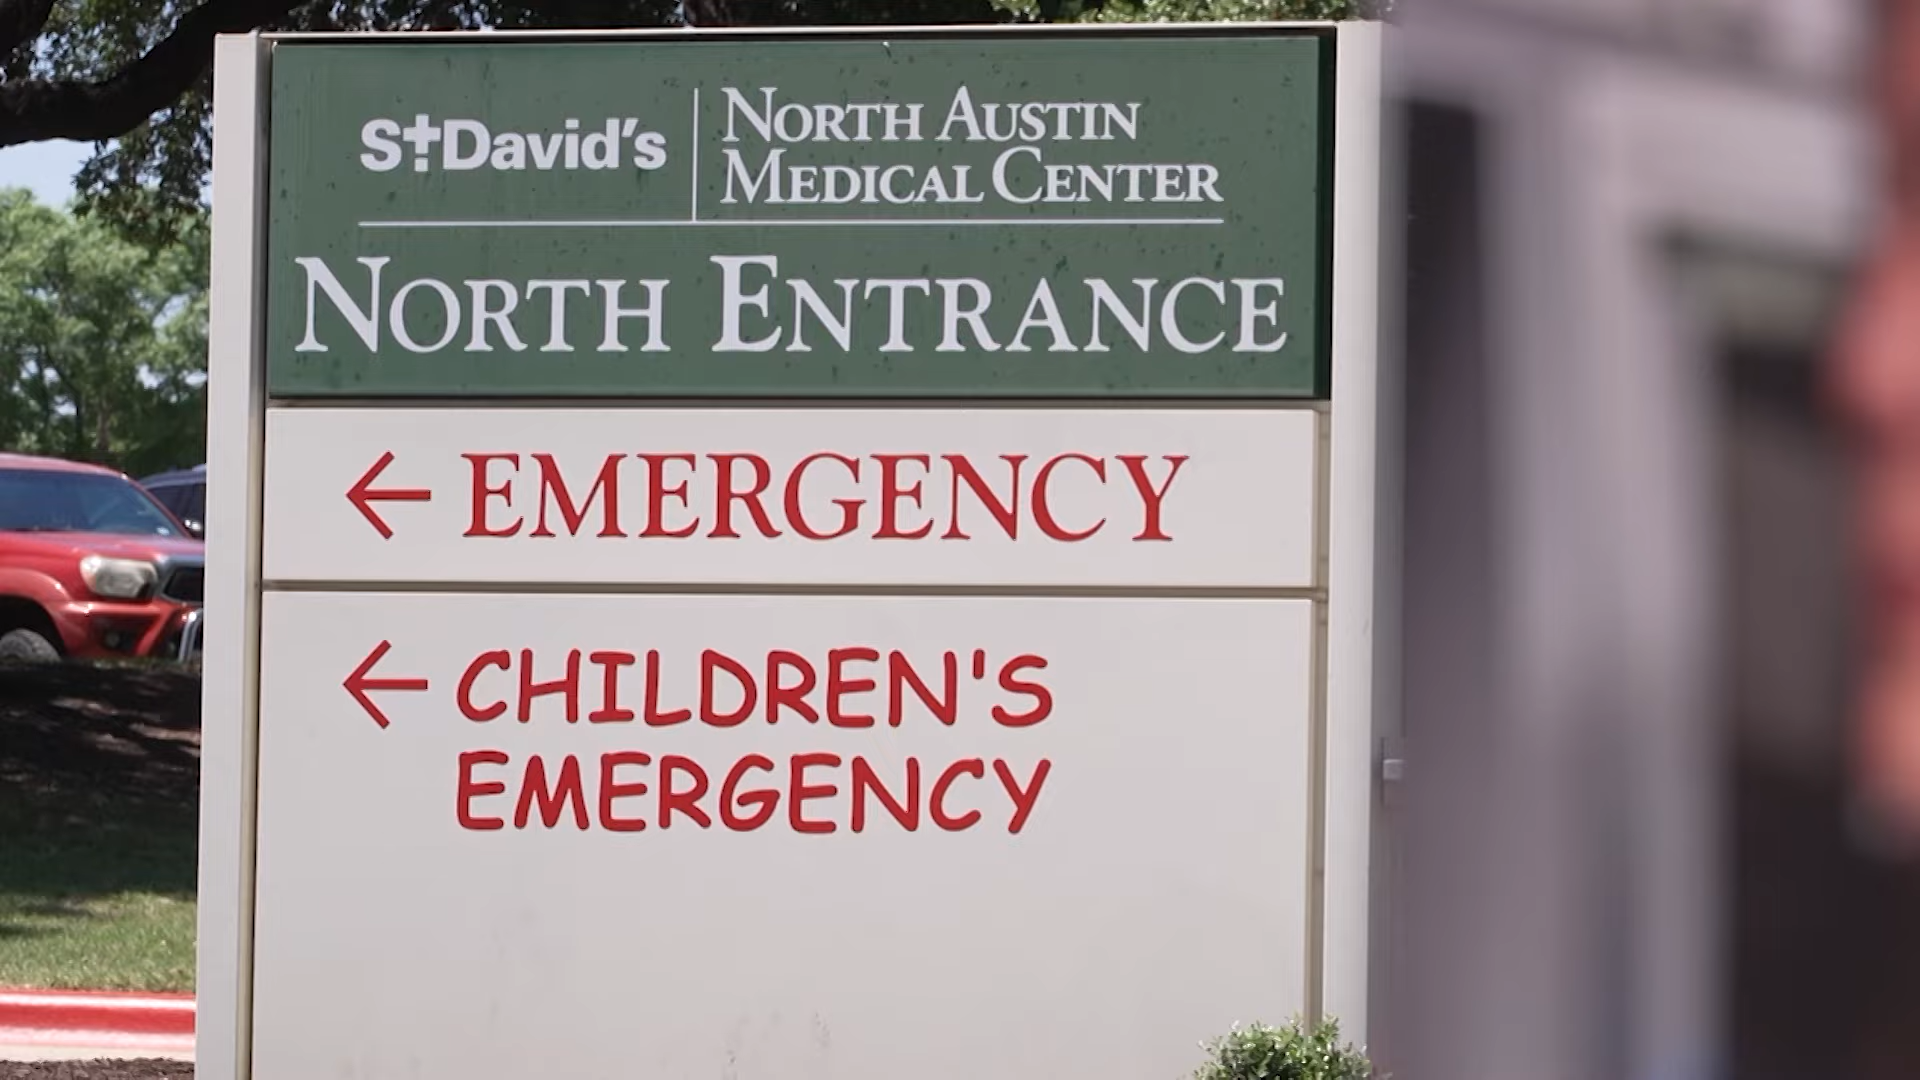 St David's
North Austin
Medical Center
North Entrance
← EMERGENCY
← CHILDREN'S
EMERGENCY